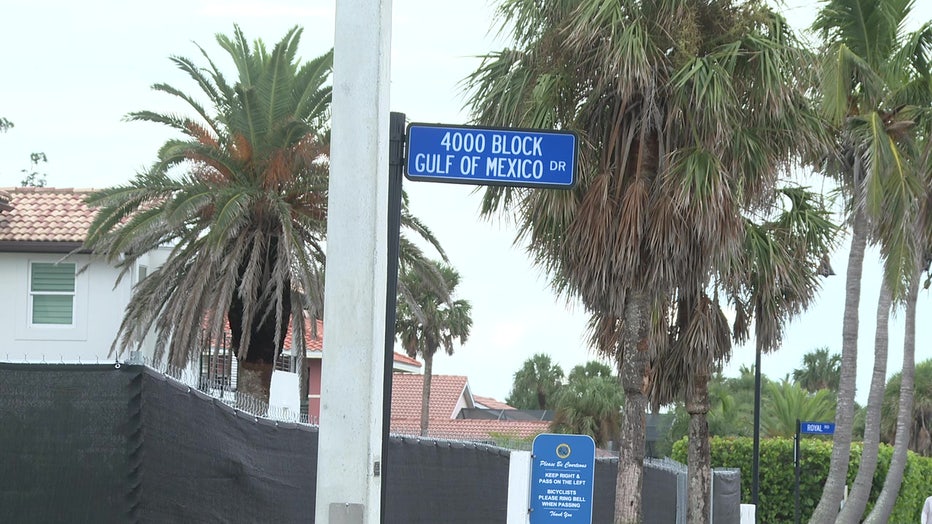 4000 BLOCK
GULF OF MEXICO DR
ROYAL RD
Please Be Courteous
KEEP RIGHT &
PASS ON THE LEFT
BICYCLISTS
PLEASE RING BELL
WHEN PASSING
Thank You